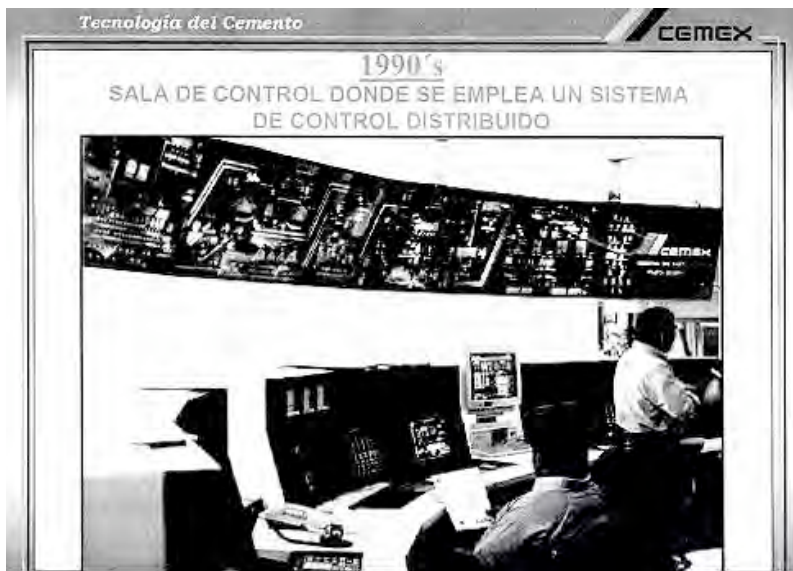 Tecnología del Cemento
CEMEX
1990´s
SALA DE CONTROL DONDE SE EMPLEA UN SISTEMA
DE CONTROL DISTRIBUIDO
CEMEX